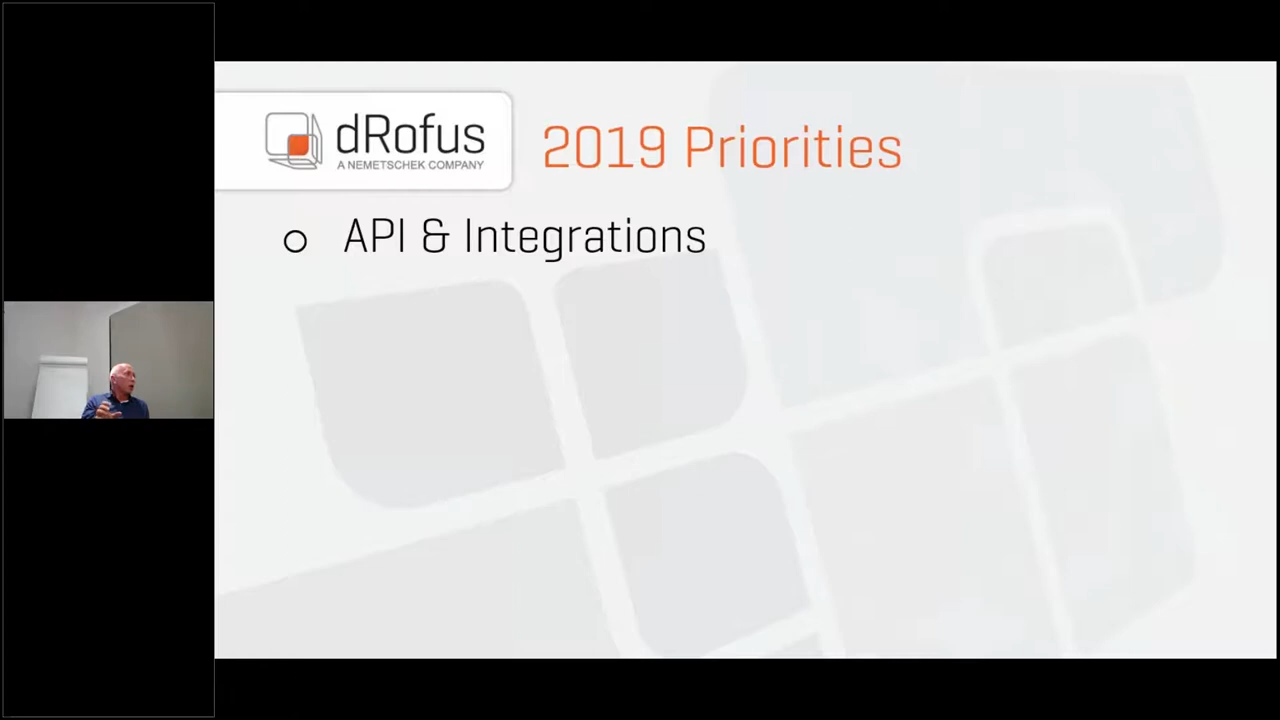 dRofus
A NEMETSCHEK COMPANY
2019 Priorities
API & Integrations